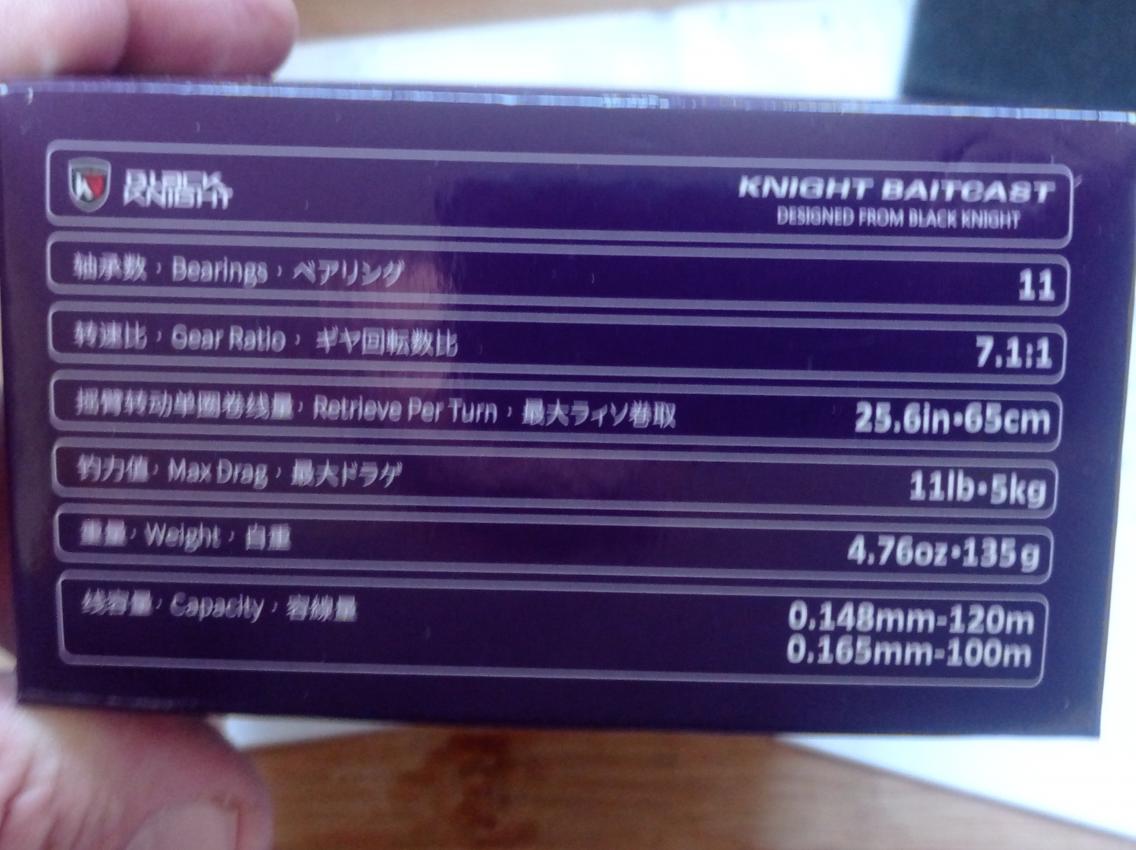 BLACK
KNIGHT
KNIGHT BAITCAST
DESIGNED FROM BLACK KNIGHT
轴承数，Bearings，ベアリング
11
转速比，Gear Ratio，ギヤ回転数比
7.1:1
摇臂转动单圈卷线量，Retrieve Per Turn，最大ライソ巻取
25.6in·65cm
钓力值，Max Drag，最大ドラゲ
11lb·5kg
重量，Weight，自重
4.76oz·135g
线容量，Capacity，容線量
0.148mm-120m
0.165mm-100m